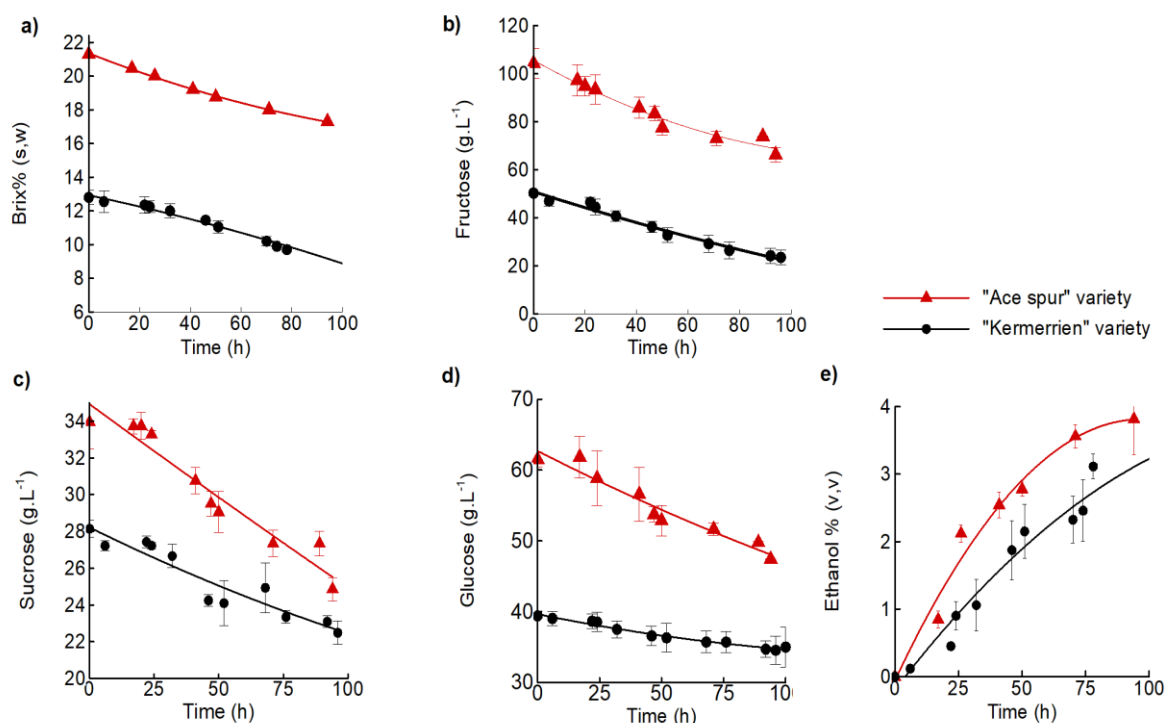 a)
Brix% (s,w)
22
20
18
16
14
12
10
8
6
0 20 40 60 80 100
Time (h)
b)
Fructose (g.L⁻¹)
120
100
80
60
40
20
0
0 20 40 60 80 100
Time (h)
"Ace spur" variety
"Kermerrien" variety
c)
Sucrose (g.L⁻¹)
34
32
30
28
26
24
22
20
0 25 50 75 100
Time (h)
d)
Glucose (g.L⁻¹)
70
60
50
40
30
0 25 50 75 100
Time (h)
e)
Ethanol % (v,v)
4
3
2
1
0
0 25 50 75 100
Time (h)